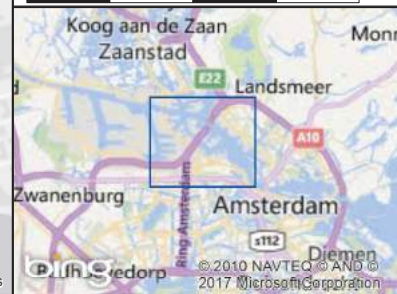 Koog aan de Zaan
Zaanstad
E22
Landsmeer
A10
Zwanenburg
Ring Amsterdam
Amsterdam
s112
Diemen
bing
© 2010 NAVTEQ © AND ©
2017 Microsoft Corporation